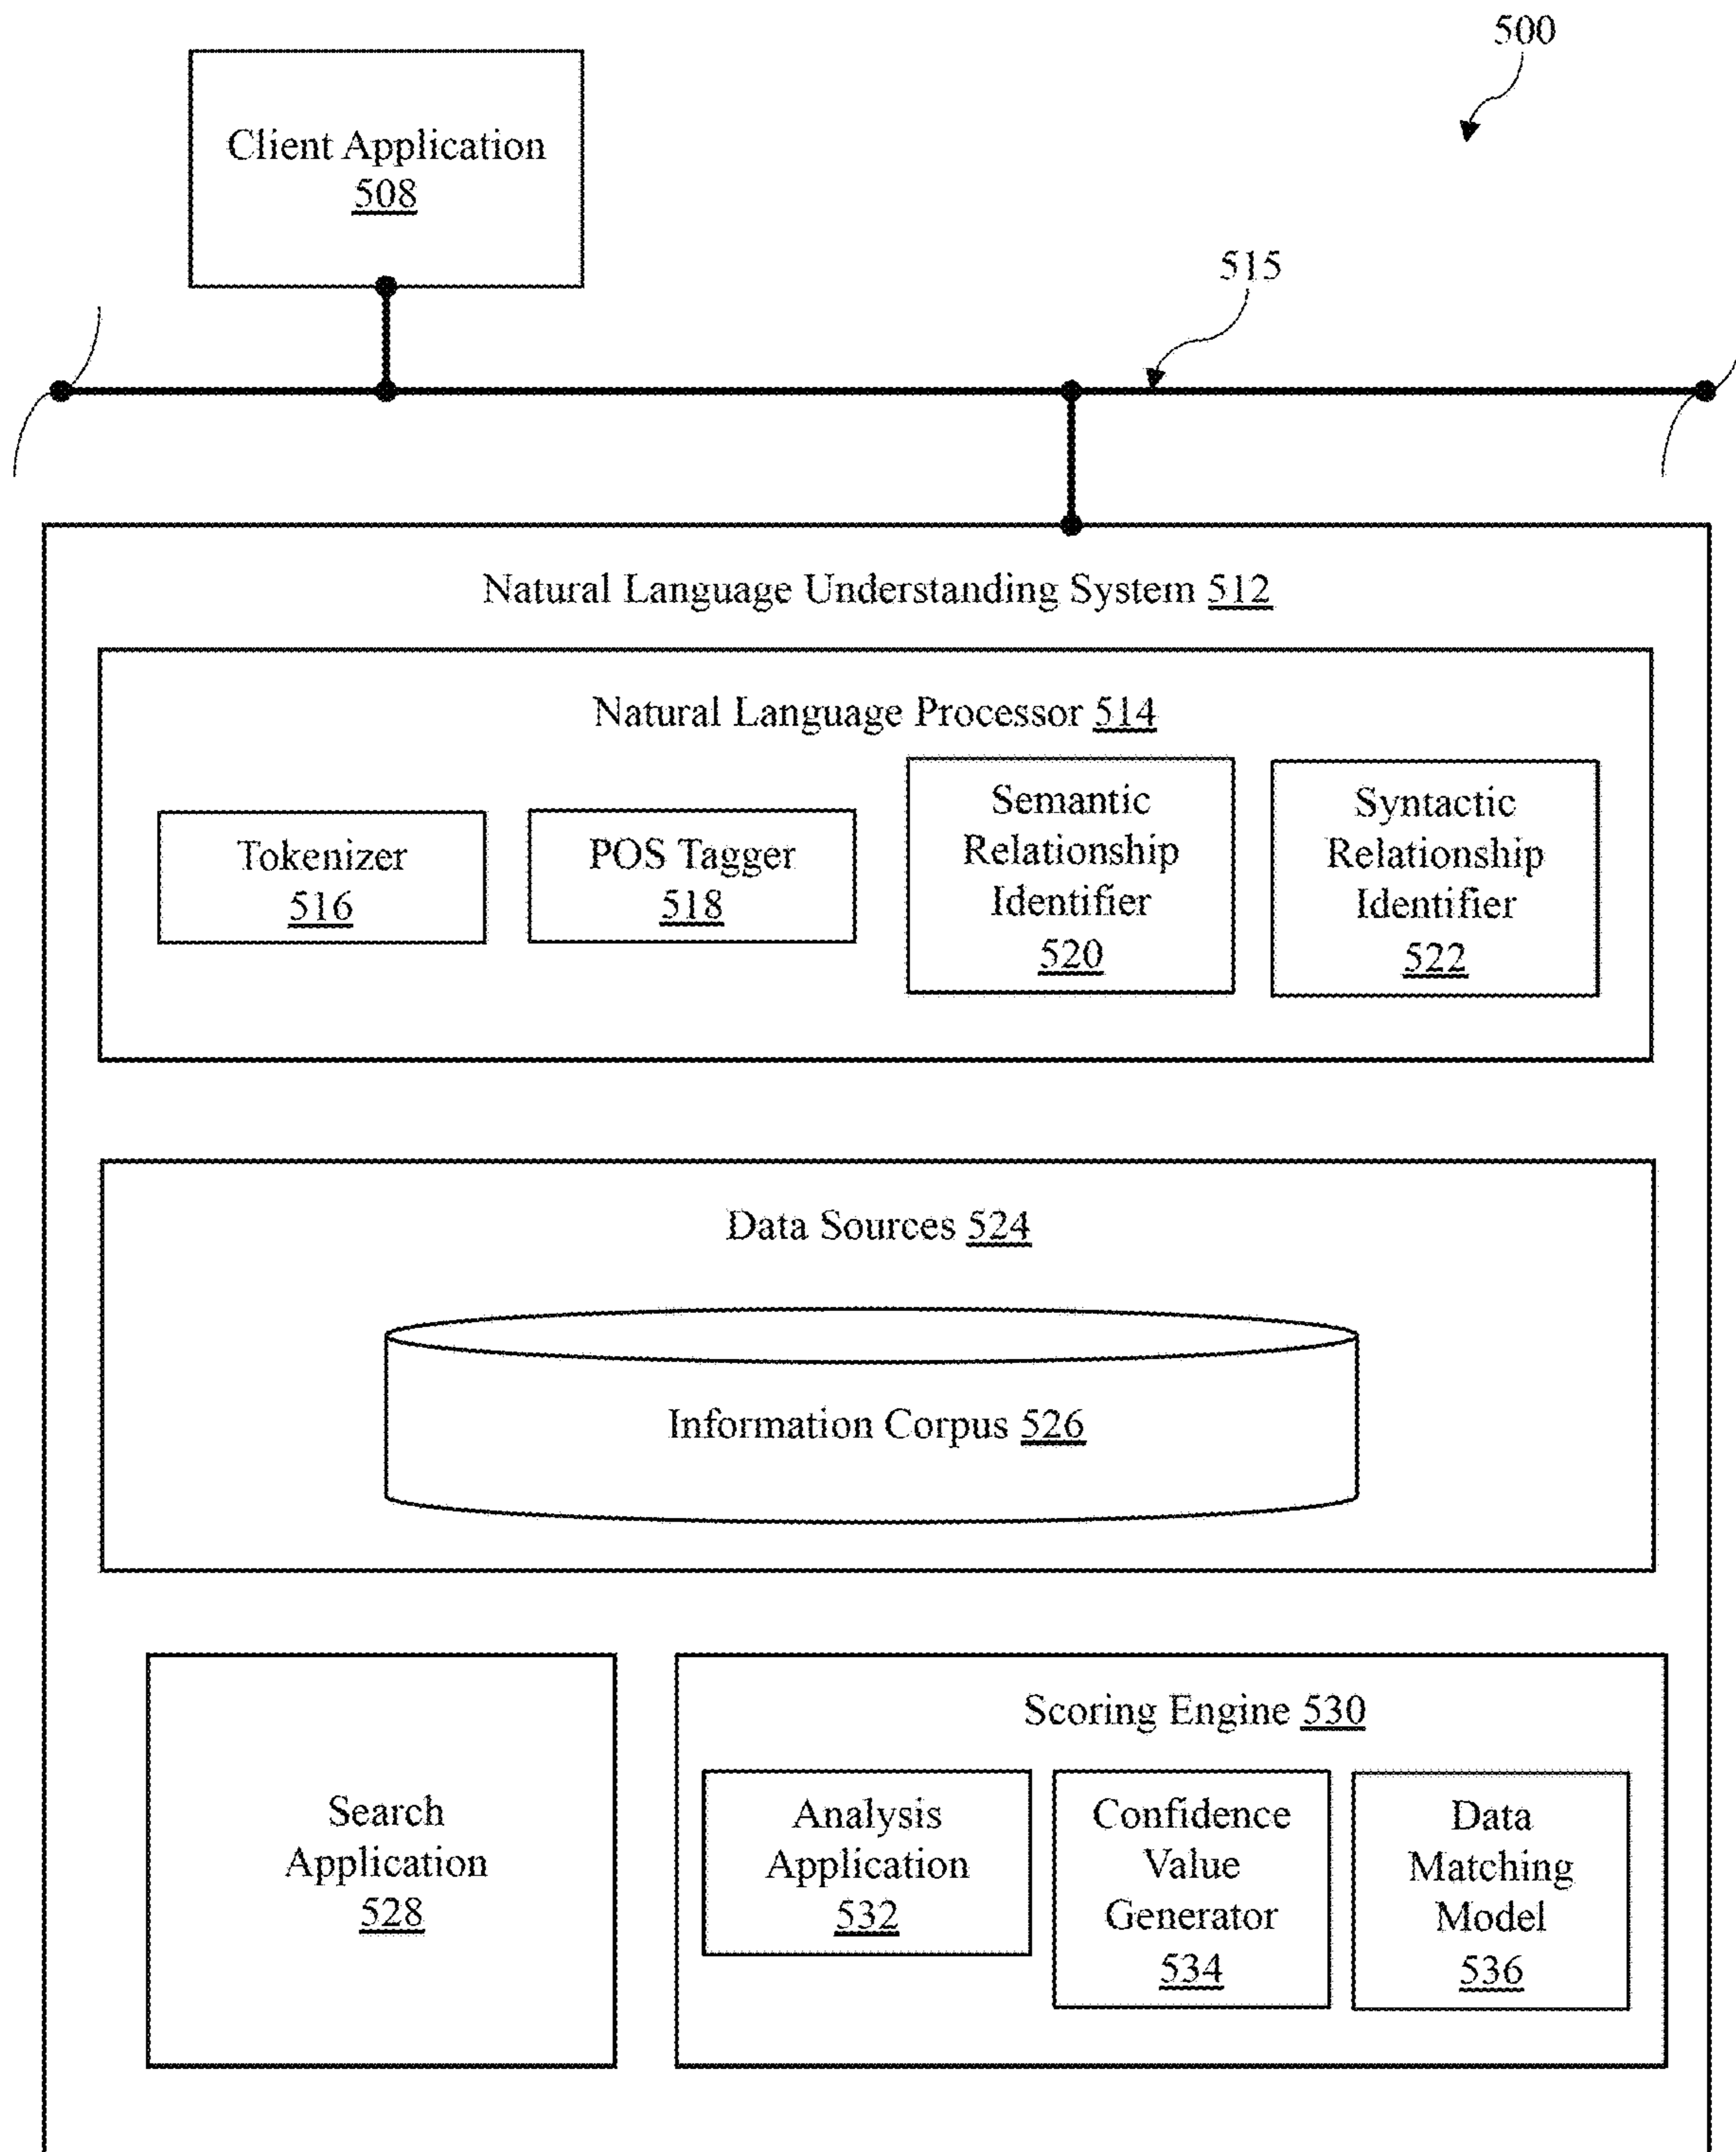 500
Client Application
508
515
Natural Language Understanding System 512
Natural Language Processor 514
Tokenizer
516
POS Tagger
518
Semantic
Relationship
Identifier
520
Syntactic
Relationship
Identifier
522
Data Sources 524
Information Corpus 526
Search
Application
528
Scoring Engine 530
Analysis
Application
532
Confidence
Value
Generator
534
Data
Matching
Model
536